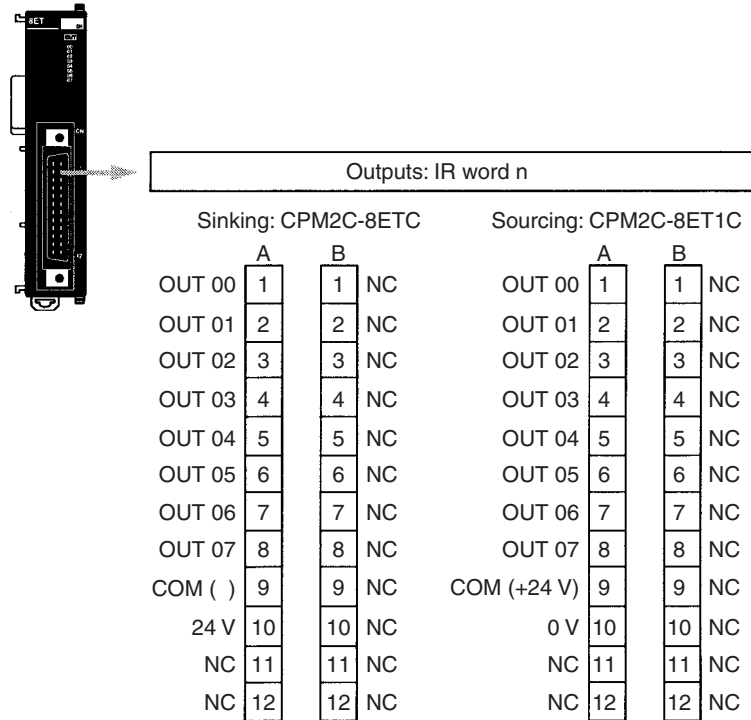 8ET
CN
Outputs: IR word n
Sinking: CPM2C-8ETC Sourcing: CPM2C-8ET1C
A B A B
OUT 00 1 1 NC OUT 00 1 1 NC
OUT 01 2 2 NC OUT 01 2 2 NC
OUT 02 3 3 NC OUT 02 3 3 NC
OUT 03 4 4 NC OUT 03 4 4 NC
OUT 04 5 5 NC OUT 04 5 5 NC
OUT 05 6 6 NC OUT 05 6 6 NC
OUT 06 7 7 NC OUT 06 7 7 NC
OUT 07 8 8 NC OUT 07 8 8 NC
COM ( ) 9 9 NC COM (+24 V) 9 9 NC
24 V 10 10 NC 0 V 10 10 NC
NC 11 11 NC NC 11 11 NC
NC 12 12 NC NC 12 12 NC